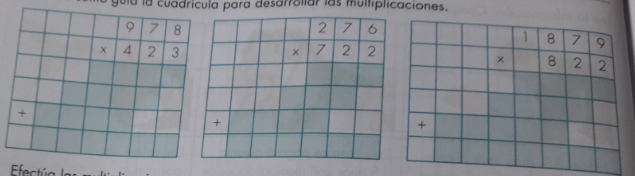 guía la cuadrícula para desarrollar las multiplicaciones.
9 7 8
x 4 2 3
+
2 7 6
x 7 2 2
+
1 8 7 9
x 8 2 2
+
Efectúa las